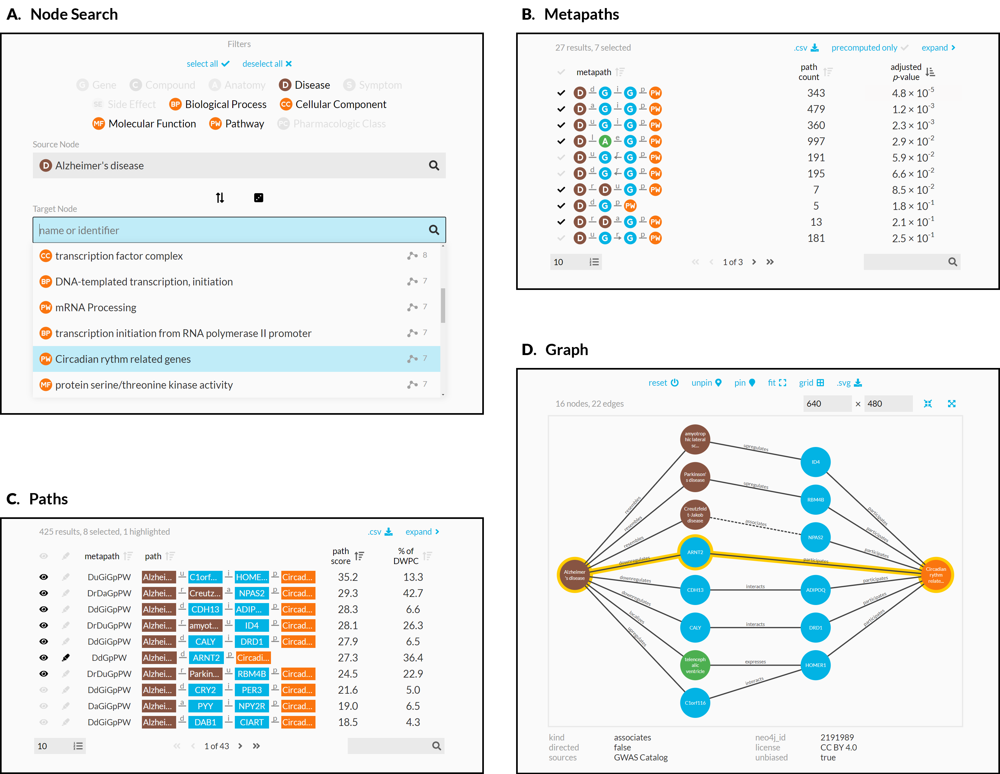 A. Node Search
Filters
select all deselect all
G Gene C Compound A Anatomy D Disease S Symptom
SE Side Effect BP Biological Process CC Cellular Component
MF Molecular Function PW Pathway PC Pharmacologic Class
Source Node
D Alzheimer's disease
Target Node
name or identifier
CC transcription factor complex 8
BP DNA-templated transcription, initiation 7
PW mRNA Processing 7
BP transcription initiation from RNA polymerase II promoter 7
PW Circadian rythm related genes 7
MF protein serine/threonine kinase activity 7
B. Metapaths
27 results, 7 selected .csv precomputed only expand
metapath path count adjusted p-value
D d G i G p PW 343 4.8 × 10-5
D a G i G p PW 479 1.2 × 10-3
D u G i G p PW 360 2.3 × 10-3
D l A e G p PW 997 2.9 × 10-2
D u G r G p PW 191 5.9 × 10-2
D d G r G p PW 195 6.6 × 10-2
D r D u G p PW 7 8.5 × 10-2
D d G p PW 5 1.8 × 10-1
D r D a G p PW 13 2.1 × 10-1
D u G r G p PW 181 2.5 × 10-1
10 1 of 3
C. Paths
425 results, 8 selected, 1 highlighted .csv expand
metapath path path score % of DWPC
DuGiGpPW Alzhei... u C1orf... i HOME... p Circad... 35.2 13.3
DrDaGpPW Alzhei... r Creutz... a NPAS2 p Circad... 29.3 42.7
DdGiGpPW Alzhei... d CDH13 i ADIP... p Circad... 28.3 6.6
DrDuGpPW Alzhei... r amyot... u ID4 p Circad... 28.1 26.3
DdGiGpPW Alzhei... d CALY i DRD1 p Circad... 27.9 6.5
DdGpPW Alzhei... d ARNT2 p Circadi... 27.3 36.4
DrDuGpPW Alzhei... r Parkin... u RBM4B p Circad... 24.5 22.9
DdGiGpPW Alzhei... d CRY2 i PER3 p Circad... 21.6 5.0
DaGiGpPW Alzhei... a PYY i NPY2R p Circad... 19.0 6.5
DdGiGpPW Alzhei... d DAB1 i CIART p Circad... 18.5 4.3
10 1 of 43
D. Graph
reset unpin pin fit grid .svg
16 nodes, 22 edges 640 × 480
amyotrop
hic lateral
sc...
upregulates
ID4
Parkinson'
s disease
upregulates
RBM4B
resembles
participates
Creutzfeld
t-Jakob
disease
associates
NPAS2
resembles
participates
resembles
participates
ARNT2
downregulates
participates
Alzheimer
's disease
Circadian
rythm
relate...
downregulates
CDH13
interacts
ADIPOQ
participates
downregulates
participates
localizes
CALY
interacts
DRD1
participates
upregulates
telenceph
alic
ventricle
expresses
HOMER1
interacts
C1orf116
kind associates neo4j_id 2191989
directed false license CC BY 4.0
sources GWAS Catalog unbiased true